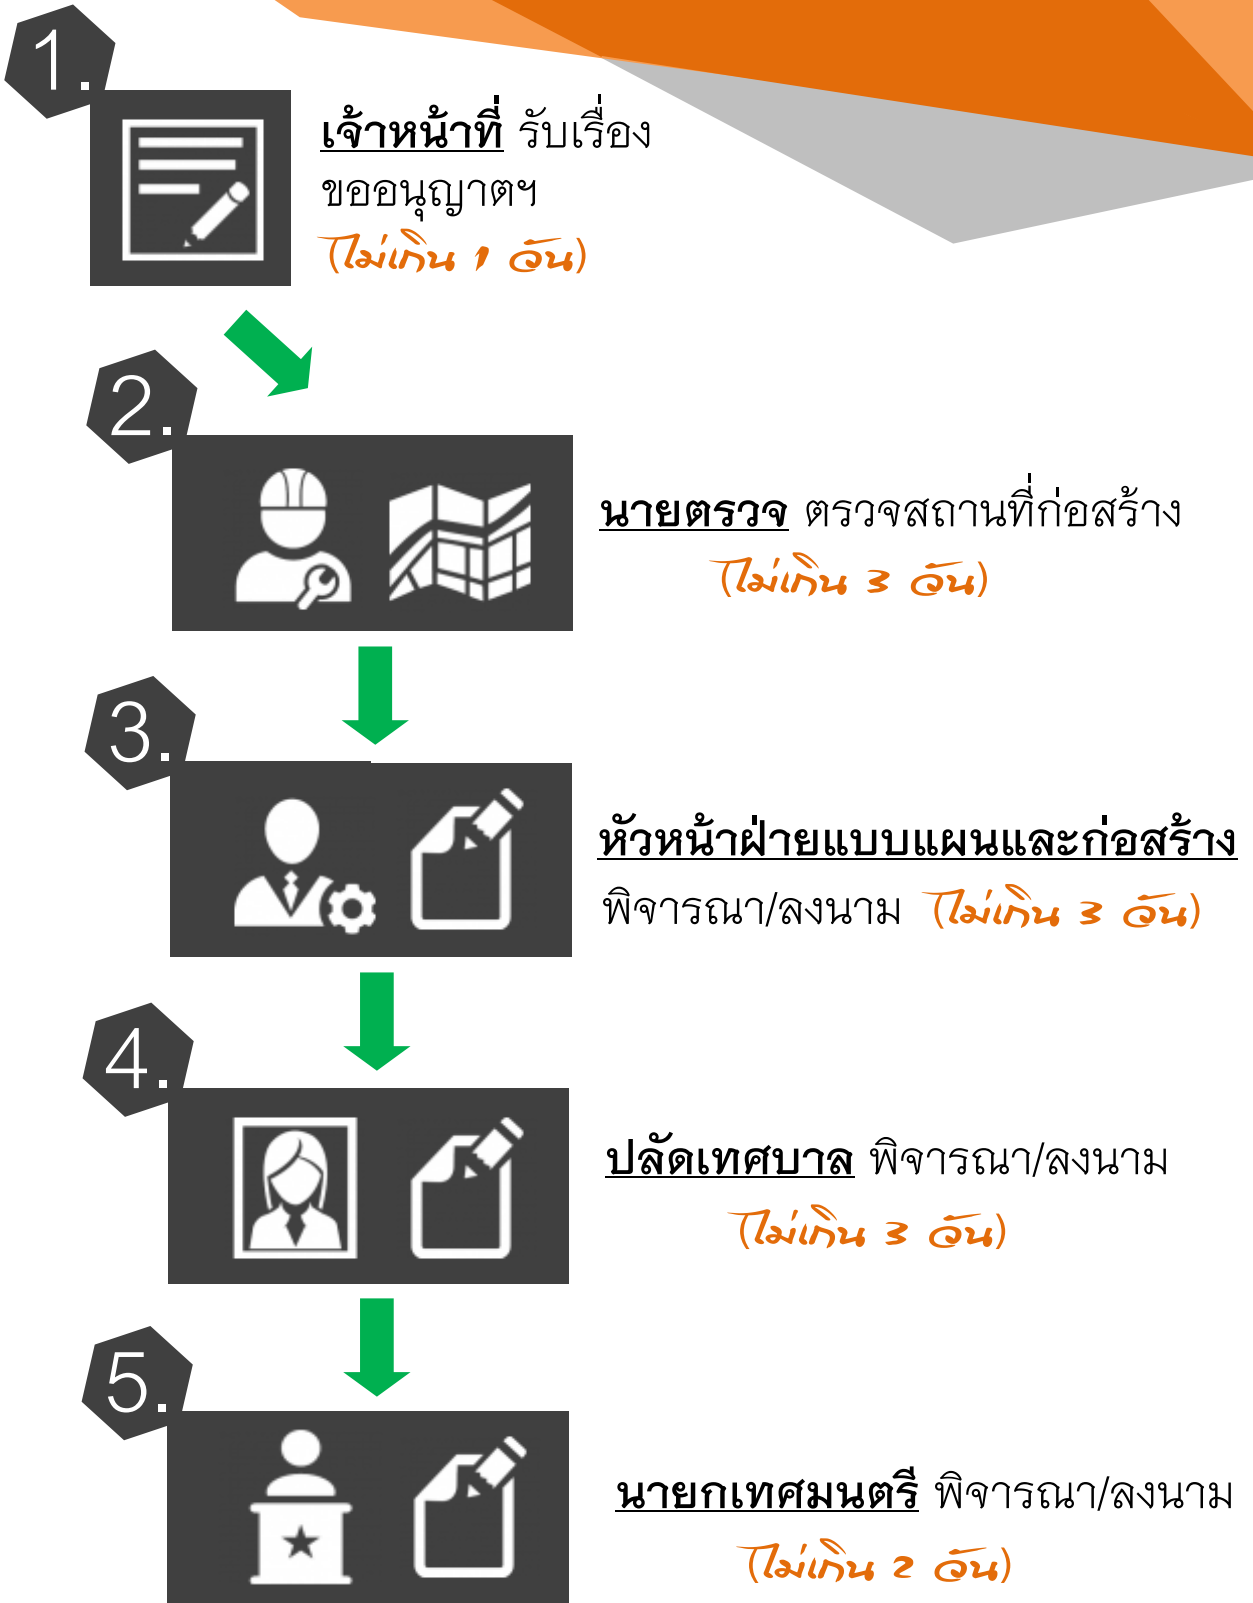 1.
เจ้าหน้าที่ รับเรื่อง
ขออนุญาตฯ
(ไม่เกิน 1 วัน)
2.
นายตรวจ ตรวจสถานที่ก่อสร้าง
(ไม่เกิน 3 วัน)
3.
หัวหน้าฝ่ายแบบแผนและก่อสร้าง
พิจารณา/ลงนาม (ไม่เกิน 3 วัน)
4.
ปลัดเทศบาล พิจารณา/ลงนาม
(ไม่เกิน 3 วัน)
5.
นายกเทศมนตรี พิจารณา/ลงนาม
(ไม่เกิน 2 วัน)